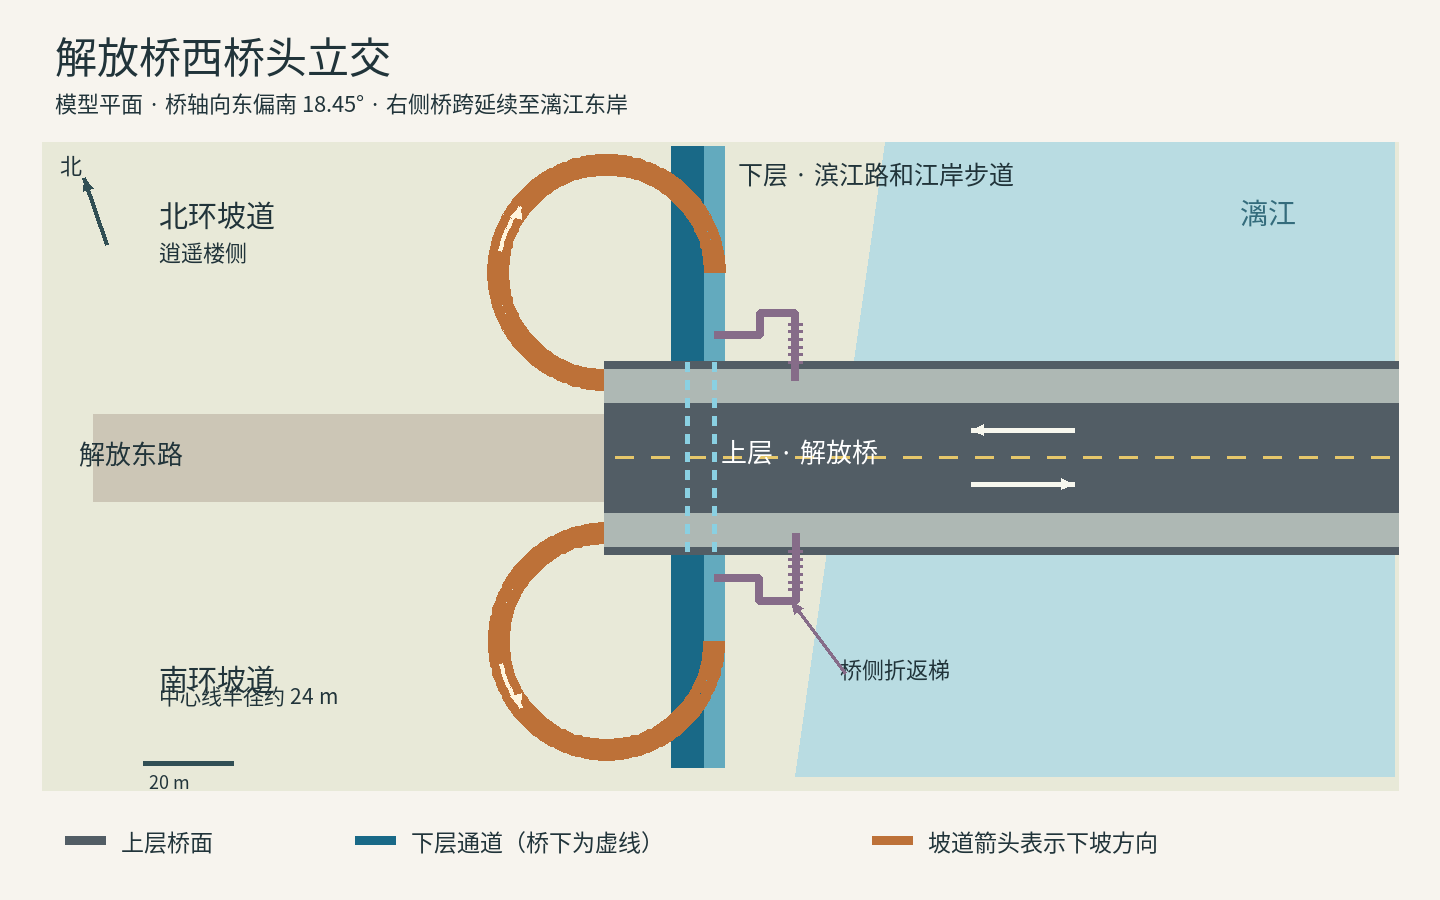 解放桥西桥头立交
模型平面 · 桥轴向东偏南 18.45° · 右侧桥跨延续至漓江东岸
北
下层 · 滨江路和江岸步道
漓江
北环坡道
逍遥楼侧
解放东路
上层 · 解放桥
南环坡道
中心线半径约 24 m
桥侧折返梯
20 m
上层桥面
下层通道（桥下为虚线）
坡道箭头表示下坡方向